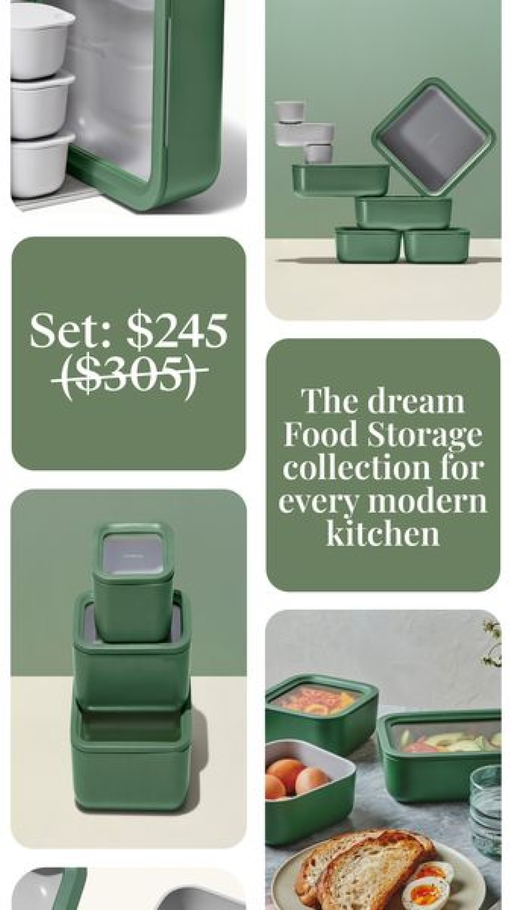 Set: $245
($305)
The dream
Food Storage
collection for
every modern
kitchen